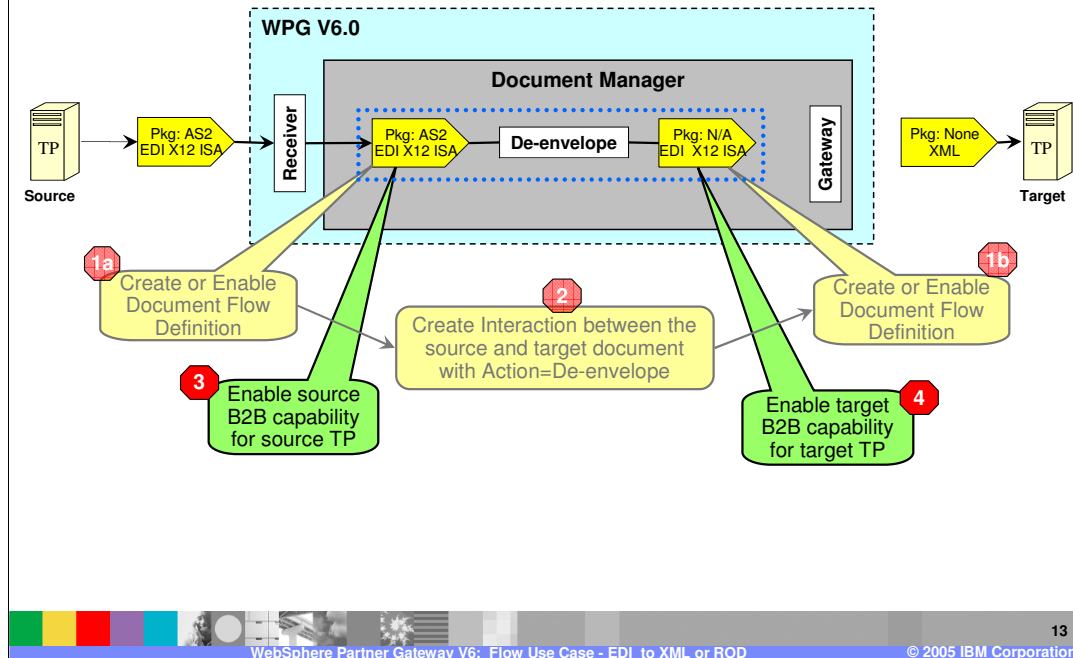 WPG V6.0
Document Manager
TP
Source
Pkg: AS2
EDI X12 ISA
Receiver
Pkg: AS2
EDI X12 ISA
De-envelope
Pkg: N/A
EDI X12 ISA
Gateway
Pkg: None
XML
TP
Target
1a
Create or Enable
Document Flow
Definition
2
Create Interaction between the
source and target document
with Action=De-envelope
1b
Create or Enable
Document Flow
Definition
3
Enable source
B2B capability
for source TP
4
Enable target
B2B capability
for target TP
13
WebSphere Partner Gateway V6: Flow Use Case - EDI to XML or ROD
© 2005 IBM Corporation